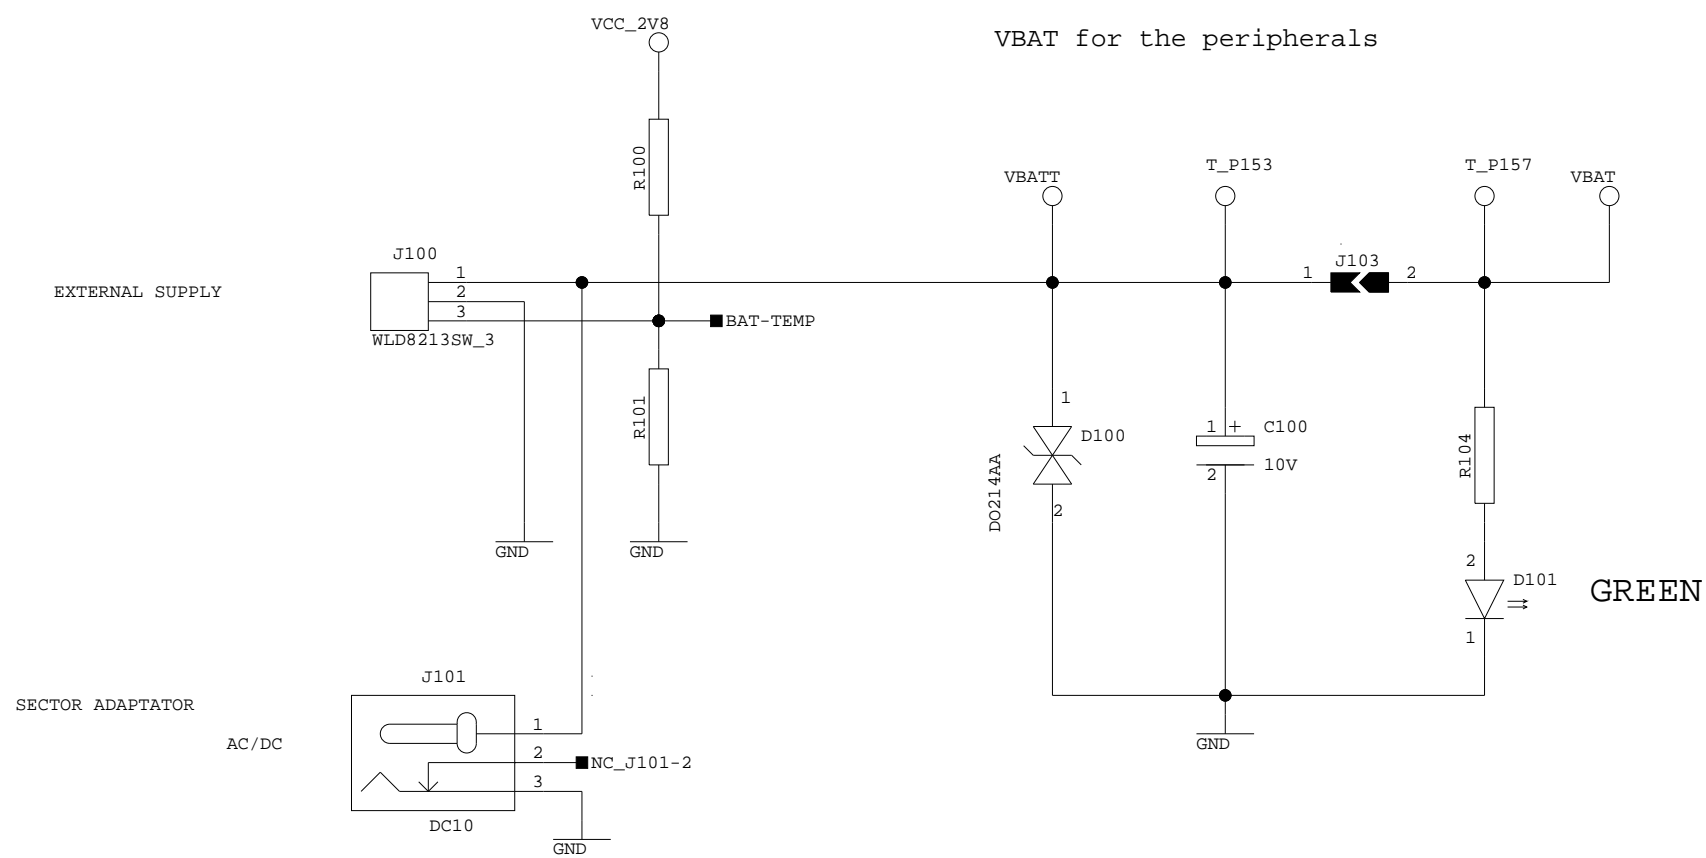 VCC_2V8
VBAT for the peripherals
R100
VBATT
T_P153
T_P157
VBAT
J100
1
2
3
EXTERNAL SUPPLY
WLD8213SW_3
BAT-TEMP
1
J103
2
R101
GND
GND
1
D100
DO214AA
2
1 +
C100
10V
2
R104
2
D101
GREEN
1
GND
J101
SECTOR ADAPTATOR
AC/DC
1
2
NC_J101-2
3
DC10
GND